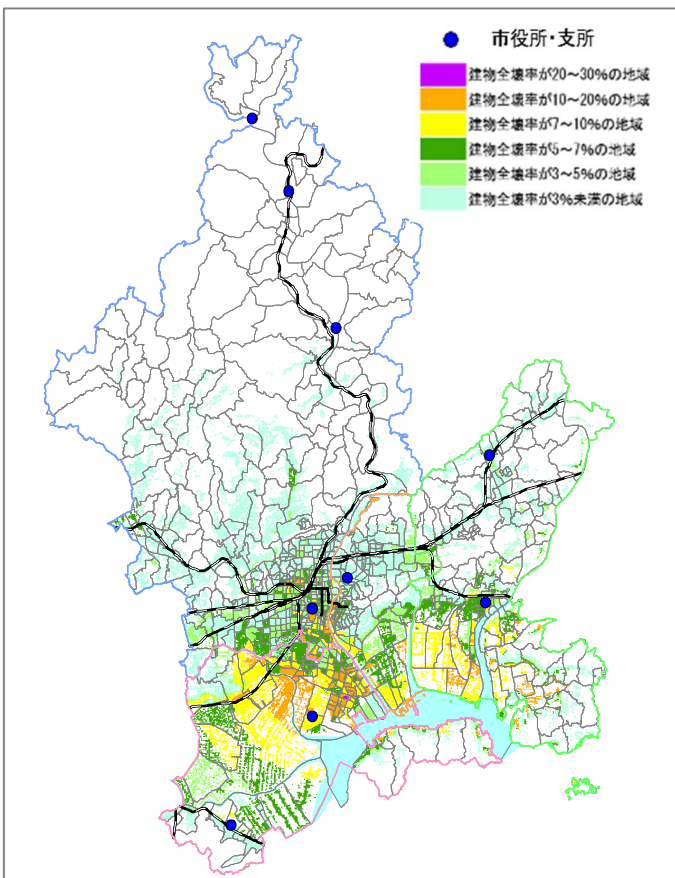 市役所・支所
建物全壊率が20～30%の地域
建物全壊率が10～20%の地域
建物全壊率が7～10%の地域
建物全壊率が5～7%の地域
建物全壊率が3～5%の地域
建物全壊率が3%未満の地域